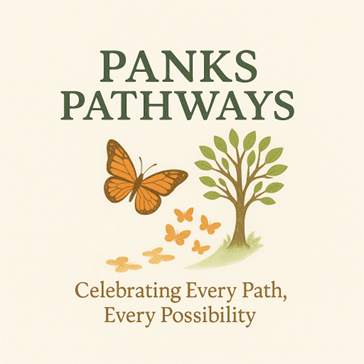 PANKS
PATHWAYS
Celebrating Every Path,
Every Possibility